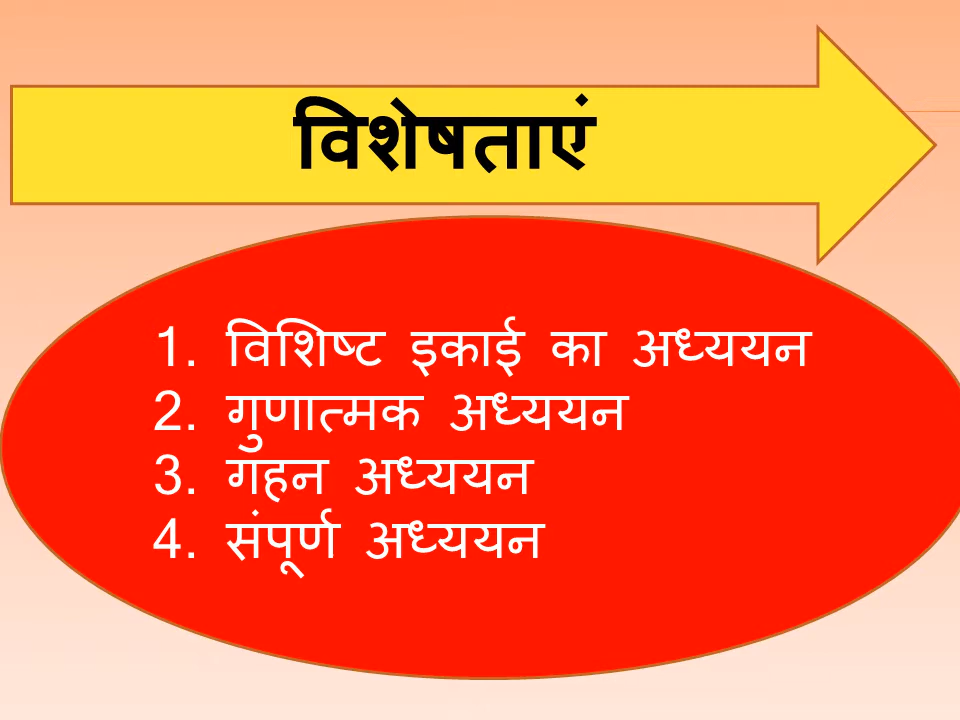 विशेषताएं
1. विशिष्ट इकाई का अध्ययन
2. गुणात्मक अध्ययन
3. गहन अध्ययन
4. संपूर्ण अध्ययन